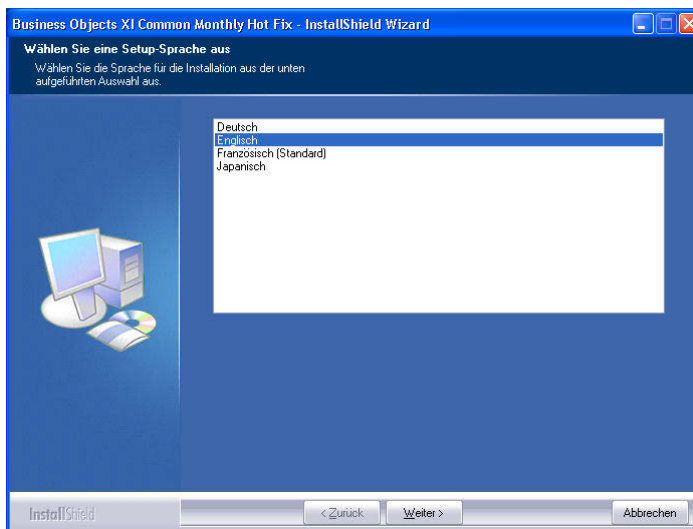 Business Objects XI Common Monthly Hot Fix - InstallShield Wizard
Wählen Sie eine Setup-Sprache aus
Wählen Sie die Sprache für die Installation aus der unten
aufgeführten Auswahl aus.
Deutsch
Englisch
Französisch (Standard)
Japanisch
InstallShield
< Zurück
Weiter >
Abbrechen